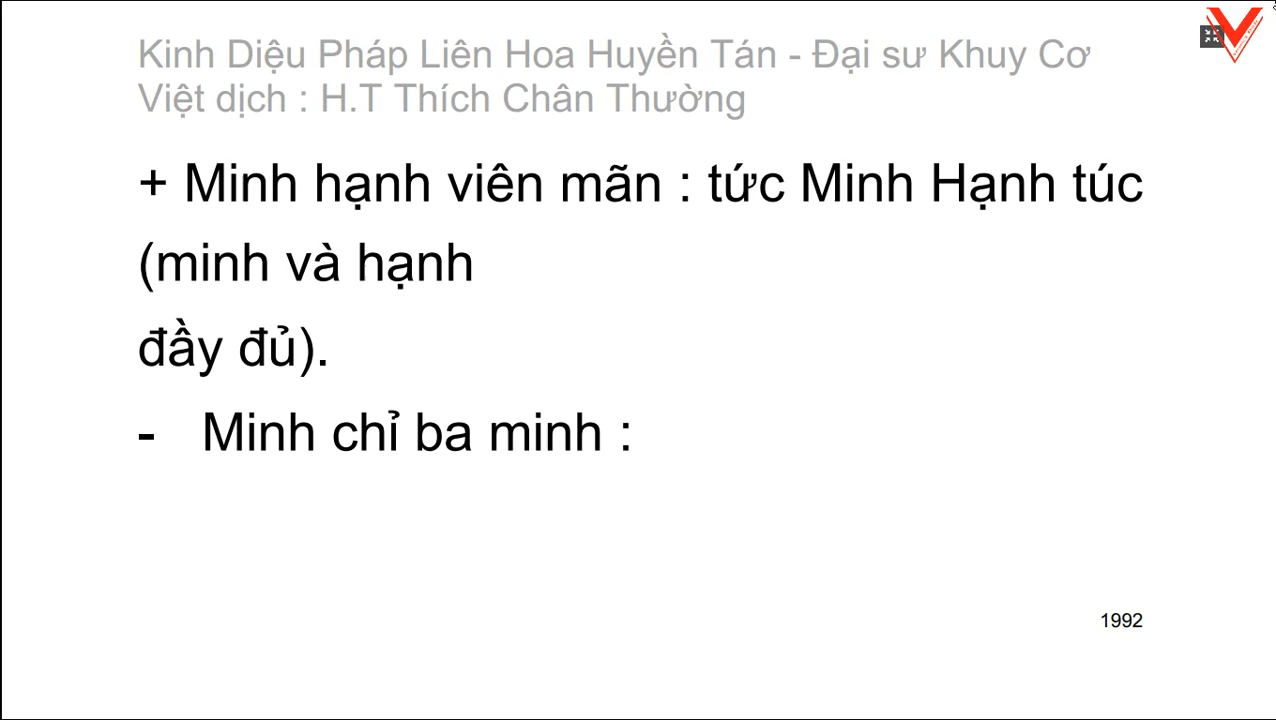 Kinh Diệu Pháp Liên Hoa Huyền Tán - Đại sư Khuy Cơ
Việt dịch : H.T Thích Chân Thường
+ Minh hạnh viên mãn : tức Minh Hạnh túc
(minh và hạnh
đầy đủ).
- Minh chỉ ba minh :
1992